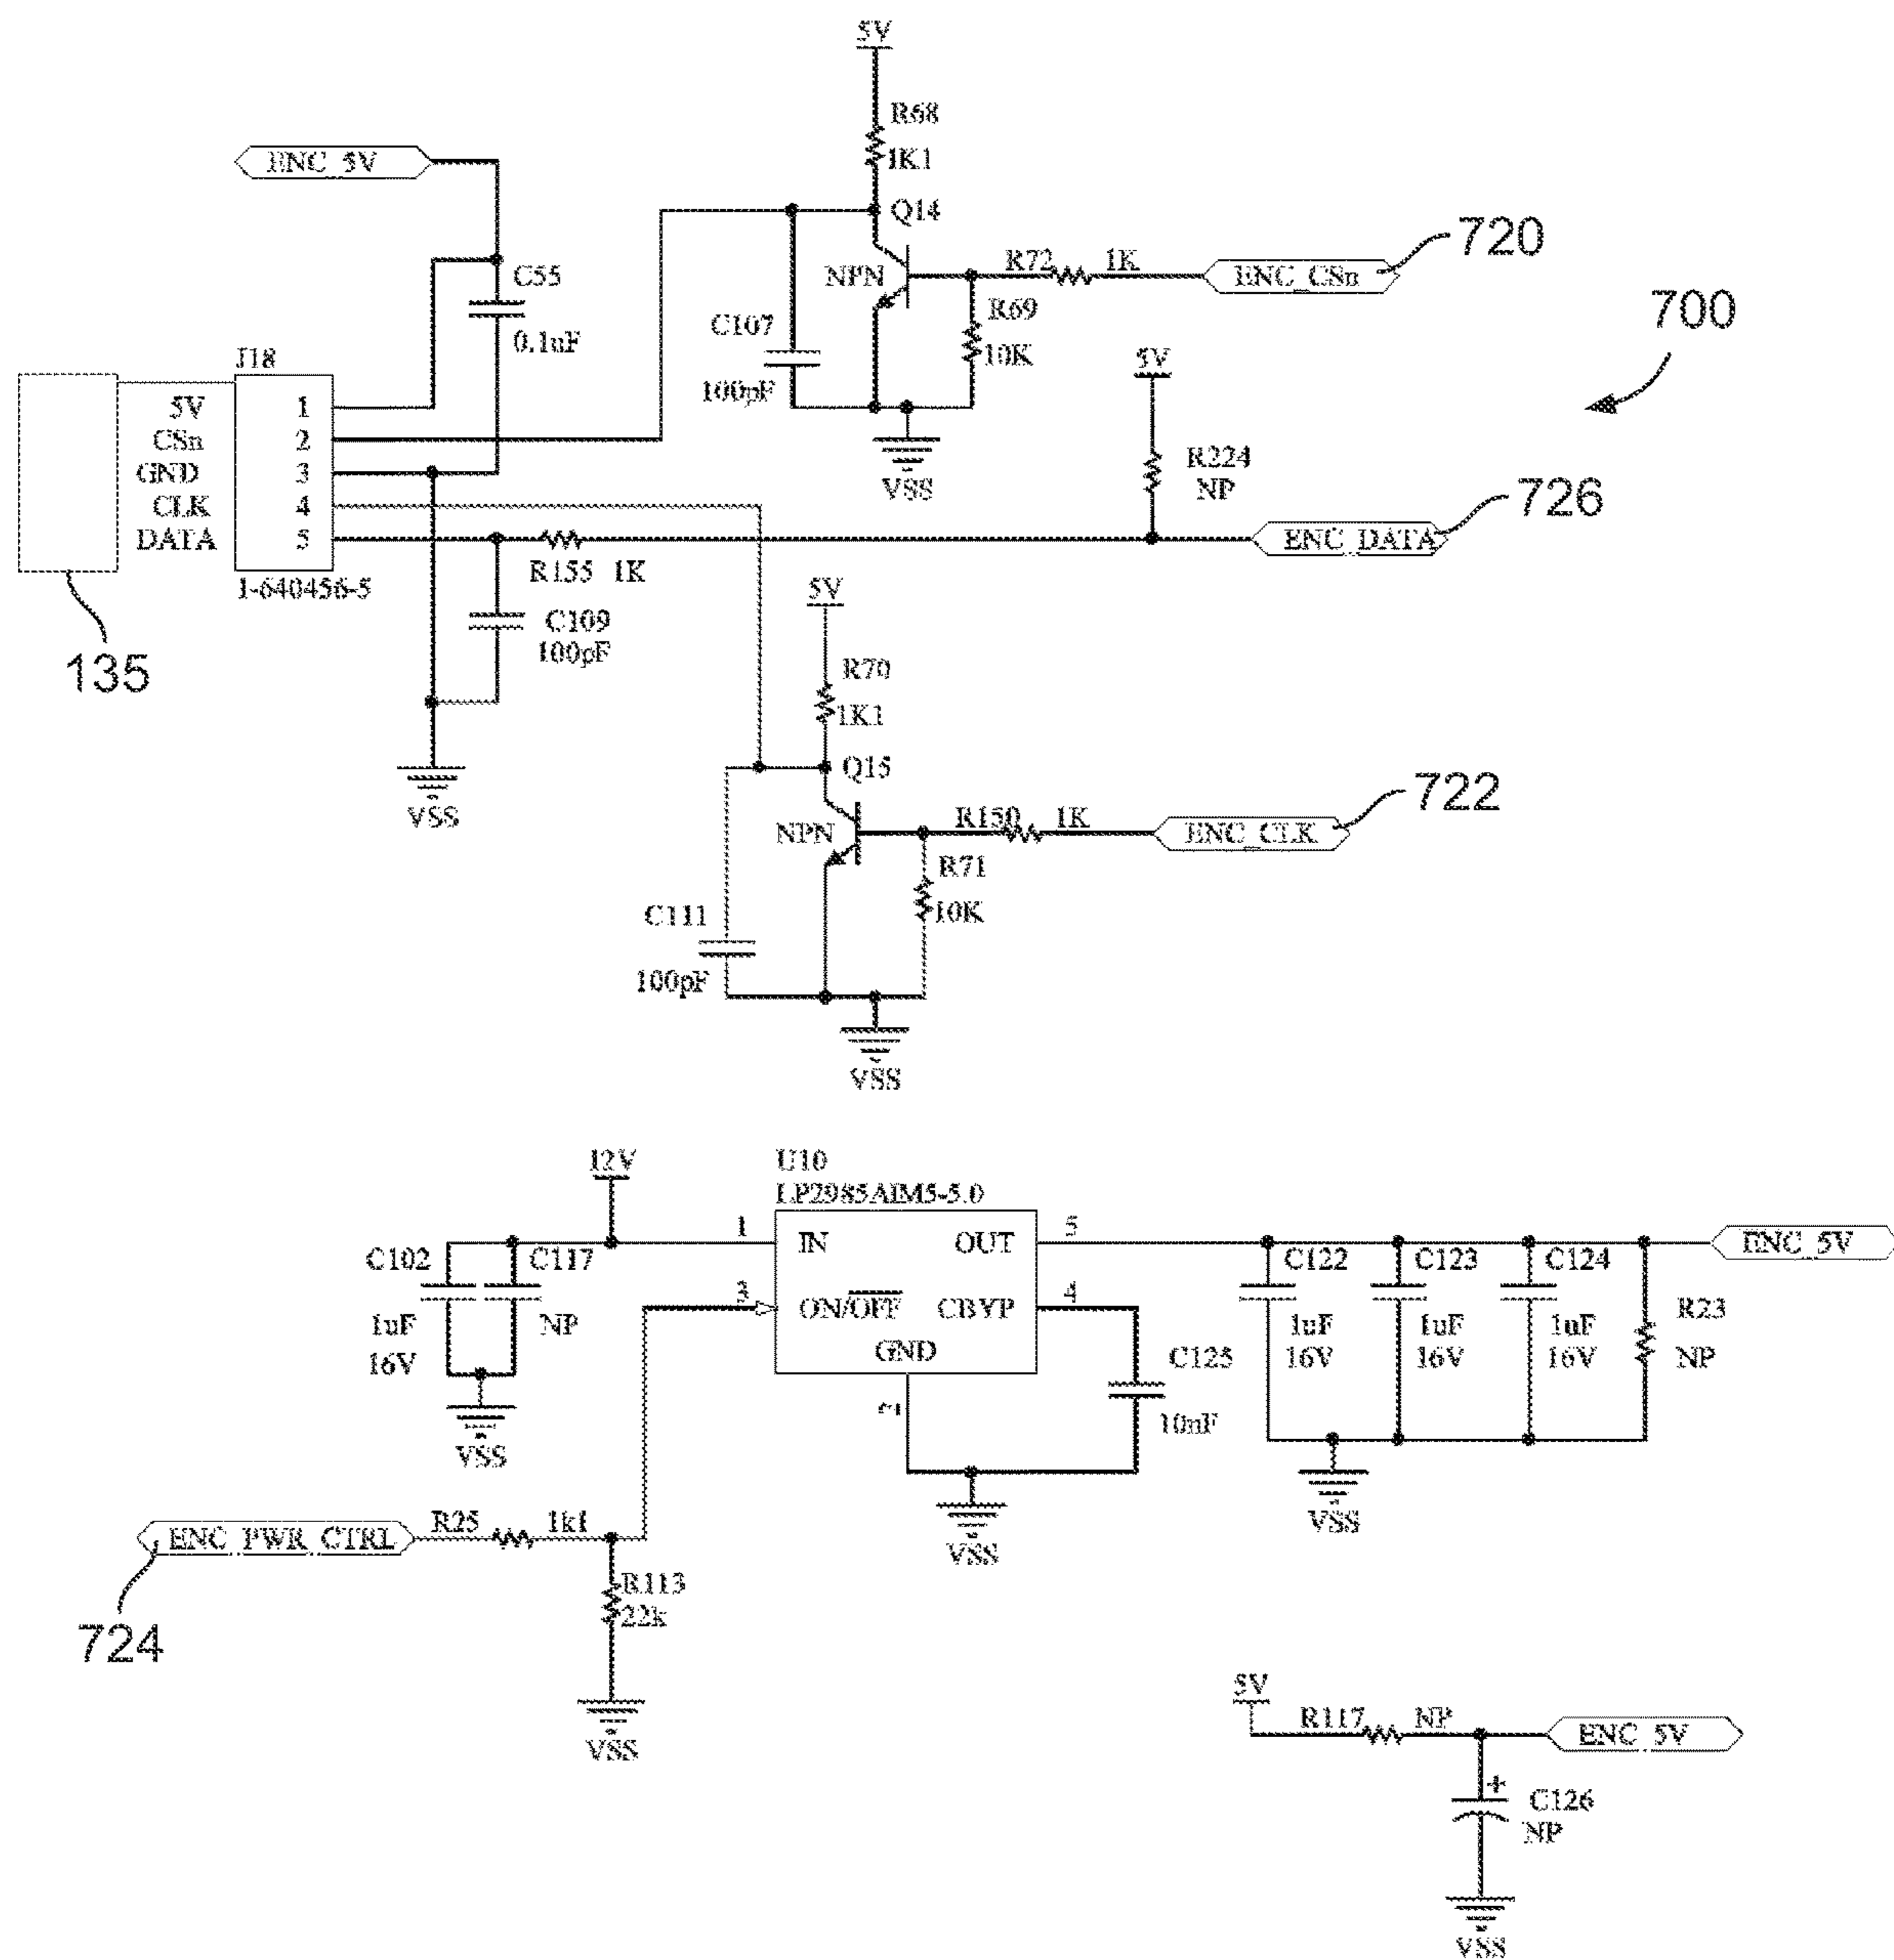 5V
R68
1K1
ENC_5V
Q14
720
C55
NPN
R72
1K
ENC_CSn
700
C107
R69
0.1uF
10K
J18
5V
100pF
5V
1
CSn
2
R224
GND
3
VSS
NP
726
CLK
4
DATA
5
ENC_DATA
1-640456-5
R155 1K
5V
C109
135
100pF
R70
1K1
Q15
722
VSS
NPN
R150
1K
ENC_CLK
R71
C111
10K
100pF
VSS
12V
U10
LP2985AIM5-5.0
1
5
C102
C117
IN
OUT
C122
C123
C124
ENC_5V
3
ON/OFF
CBYP
4
1uF
NP
1uF
1uF
1uF
R23
16V
GND
C125
16V
16V
16V
NP
2
10nF
VSS
VSS
R25
1k1
ENC_PWR_CTRL
VSS
R113
22k
724
5V
R117
NP
ENC_5V
VSS
+
C126
NP
VSS